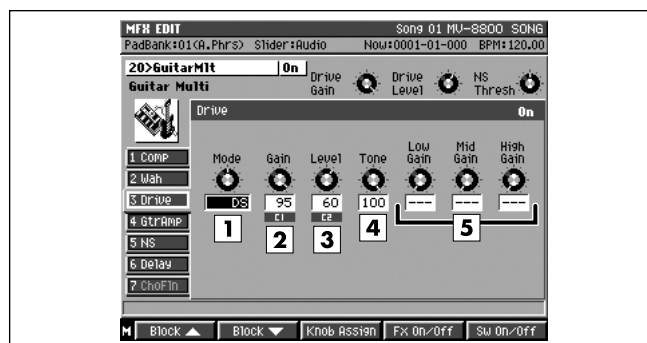 MFX EDIT Song 01 MV-8800 SONG
PadBank:01(A.Phrs) Slider:Audio Now:0001-01-000 BPM:120.00
20>GuitarMlt On
Guitar Multi
Drive Gain
Drive Level
NS Thresh
Drive On
1 Comp
2 Wah
3 Drive
4 GtrAmp
5 NS
6 Delay
7 ChoFln
Mode Gain Level Tone Low Gain Mid Gain High Gain
DS 95 60 100 --- --- ---
C1 C2
1 2 3 4 5
M Block ▲ Block ▼ Knob Assign FX On/Off Sw On/Off